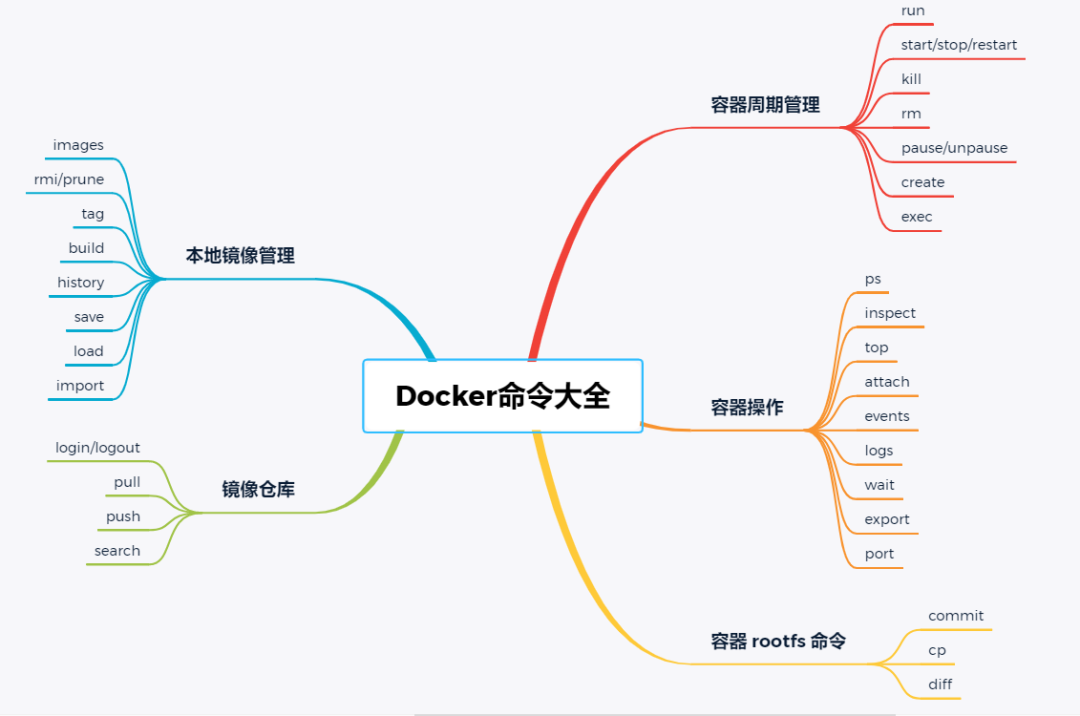 Docker命令大全
容器周期管理
run
start/stop/restart
kill
rm
pause/unpause
create
exec
容器操作
ps
inspect
top
attach
events
logs
wait
export
port
容器 rootfs 命令
commit
cp
diff
本地镜像管理
images
rmi/prune
tag
build
history
save
load
import
镜像仓库
login/logout
pull
push
search